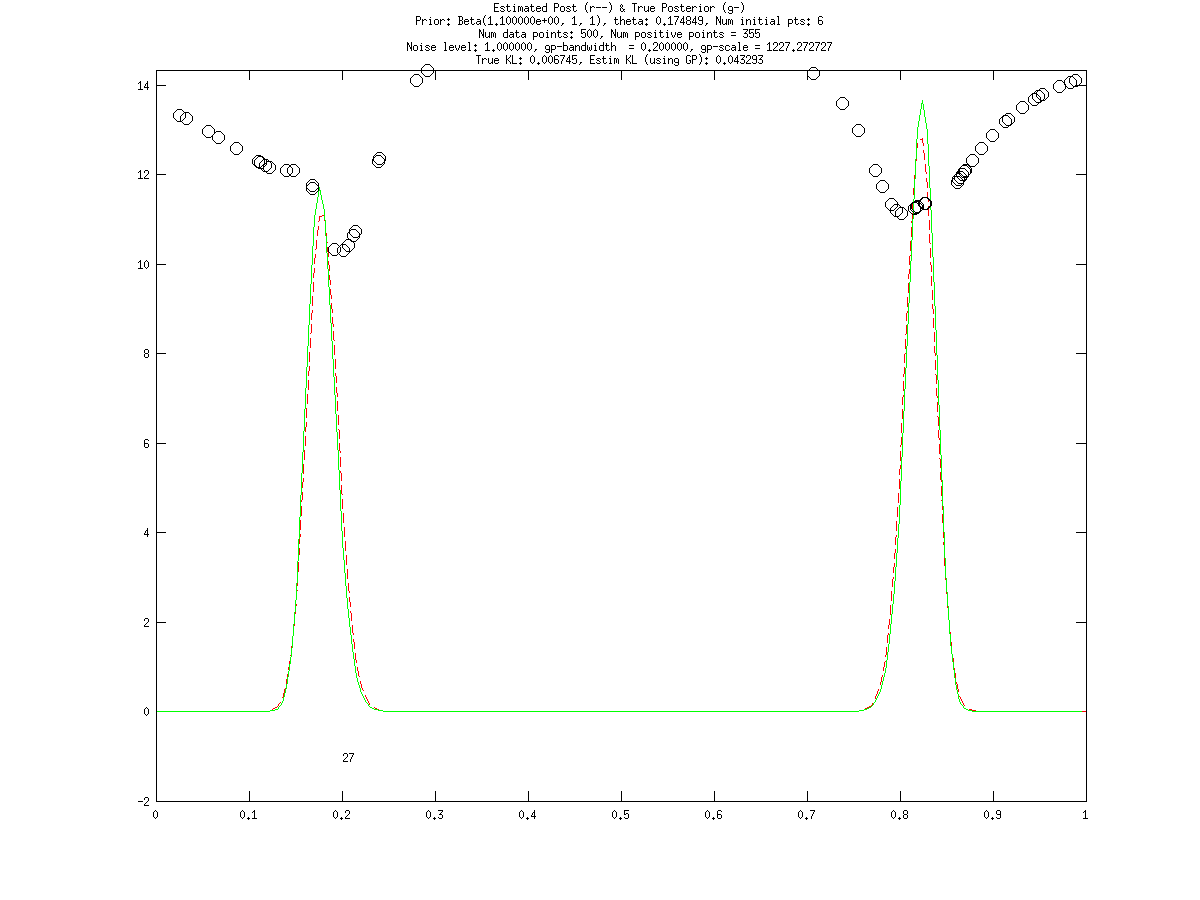 Estimated Post (r--) & True Posterior (g-)
Prior: Beta(1.100000e+00, 1, 1), theta: 0.174849, Num initial pts: 6
Num data points: 500, Num positive points = 355
Noise level: 1.000000, gp-bandwidth  = 0.200000, gp-scale = 1227.272727
True KL: 0.006745, Estim KL (using GP): 0.043293
14
12
10
8
6
4
2
0
27
-2
0 0.1 0.2 0.3 0.4 0.5 0.6 0.7 0.8 0.9 1